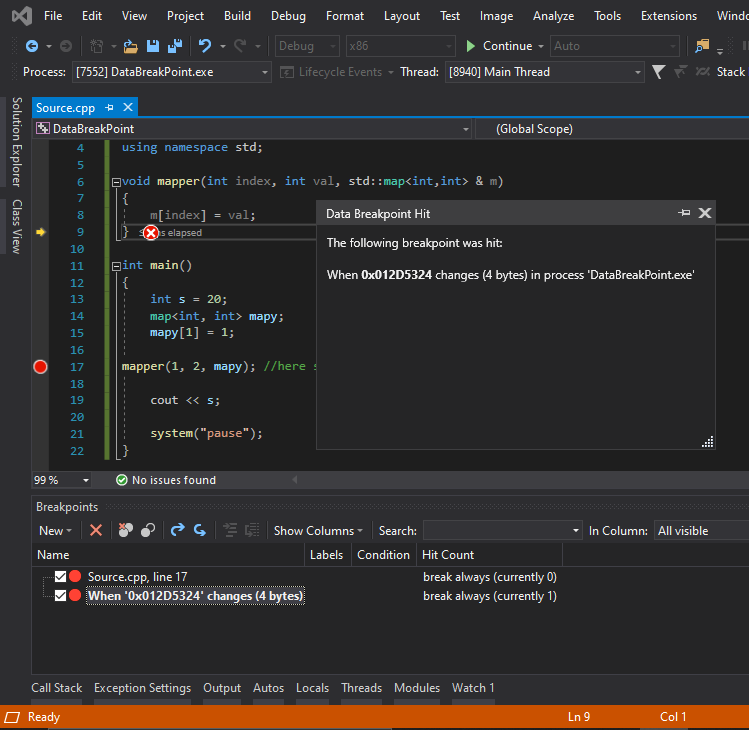 File Edit View Project Build Debug Format Layout Test Image Analyze Tools Extensions Windo
Debug x86 Continue Auto
Process: [7552] DataBreakPoint.exe Lifecycle Events Thread: [8940] Main Thread Stack
Solution Explorer
Class View
Source.cpp
DataBreakPoint (Global Scope)
4 using namespace std;
5
6 void mapper(int index, int val, std::map<int,int> & m)
7 {
8 m[index] = val;
9 } elapsed
10
11 int main()
12 {
13 int s = 20;
14 map<int, int> mapy;
15 mapy[1] = 1;
16
17 mapper(1, 2, mapy); //here s
18
19 cout << s;
20
21 system("pause");
22 }
Data Breakpoint Hit
The following breakpoint was hit:
When 0x012D5324 changes (4 bytes) in process 'DataBreakPoint.exe'
99 % No issues found
Breakpoints
New Show Columns Search: In Column: All visible
Name Labels Condition Hit Count
Source.cpp, line 17 break always (currently 0)
When '0x012D5324' changes (4 bytes) break always (currently 1)
Call Stack Exception Settings Output Autos Locals Threads Modules Watch 1
Ready Ln 9 Col 1